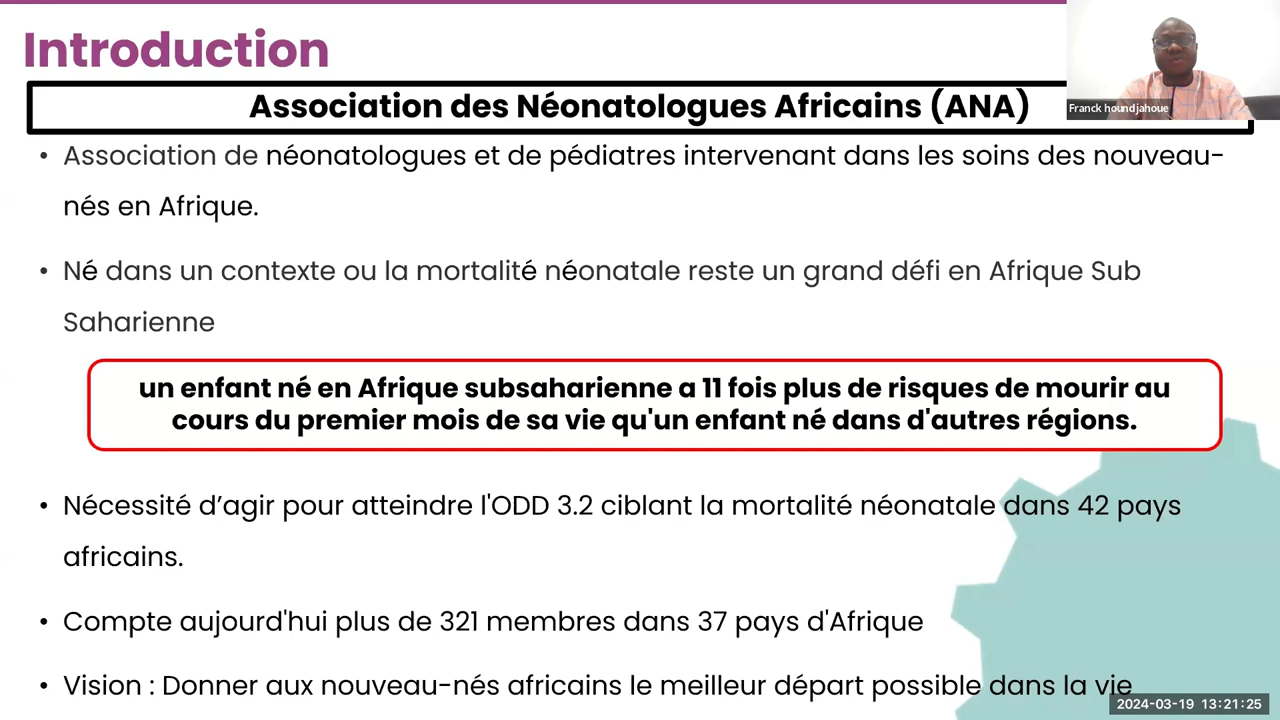 Introduction
Franck houndjahoue
Association des Néonatologues Africains (ANA)
• Association de néonatologues et de pédiatres intervenant dans les soins des nouveau-
nés en Afrique.
• Né dans un contexte ou la mortalité néonatale reste un grand défi en Afrique Sub
Saharienne
un enfant né en Afrique subsaharienne a 11 fois plus de risques de mourir au
cours du premier mois de sa vie qu'un enfant né dans d'autres régions.
• Nécessité d’agir pour atteindre l'ODD 3.2 ciblant la mortalité néonatale dans 42 pays
africains.
• Compte aujourd'hui plus de 321 membres dans 37 pays d'Afrique
• Vision : Donner aux nouveau-nés africains le meilleur départ possible dans la vie
2024-03-19 13:21:25